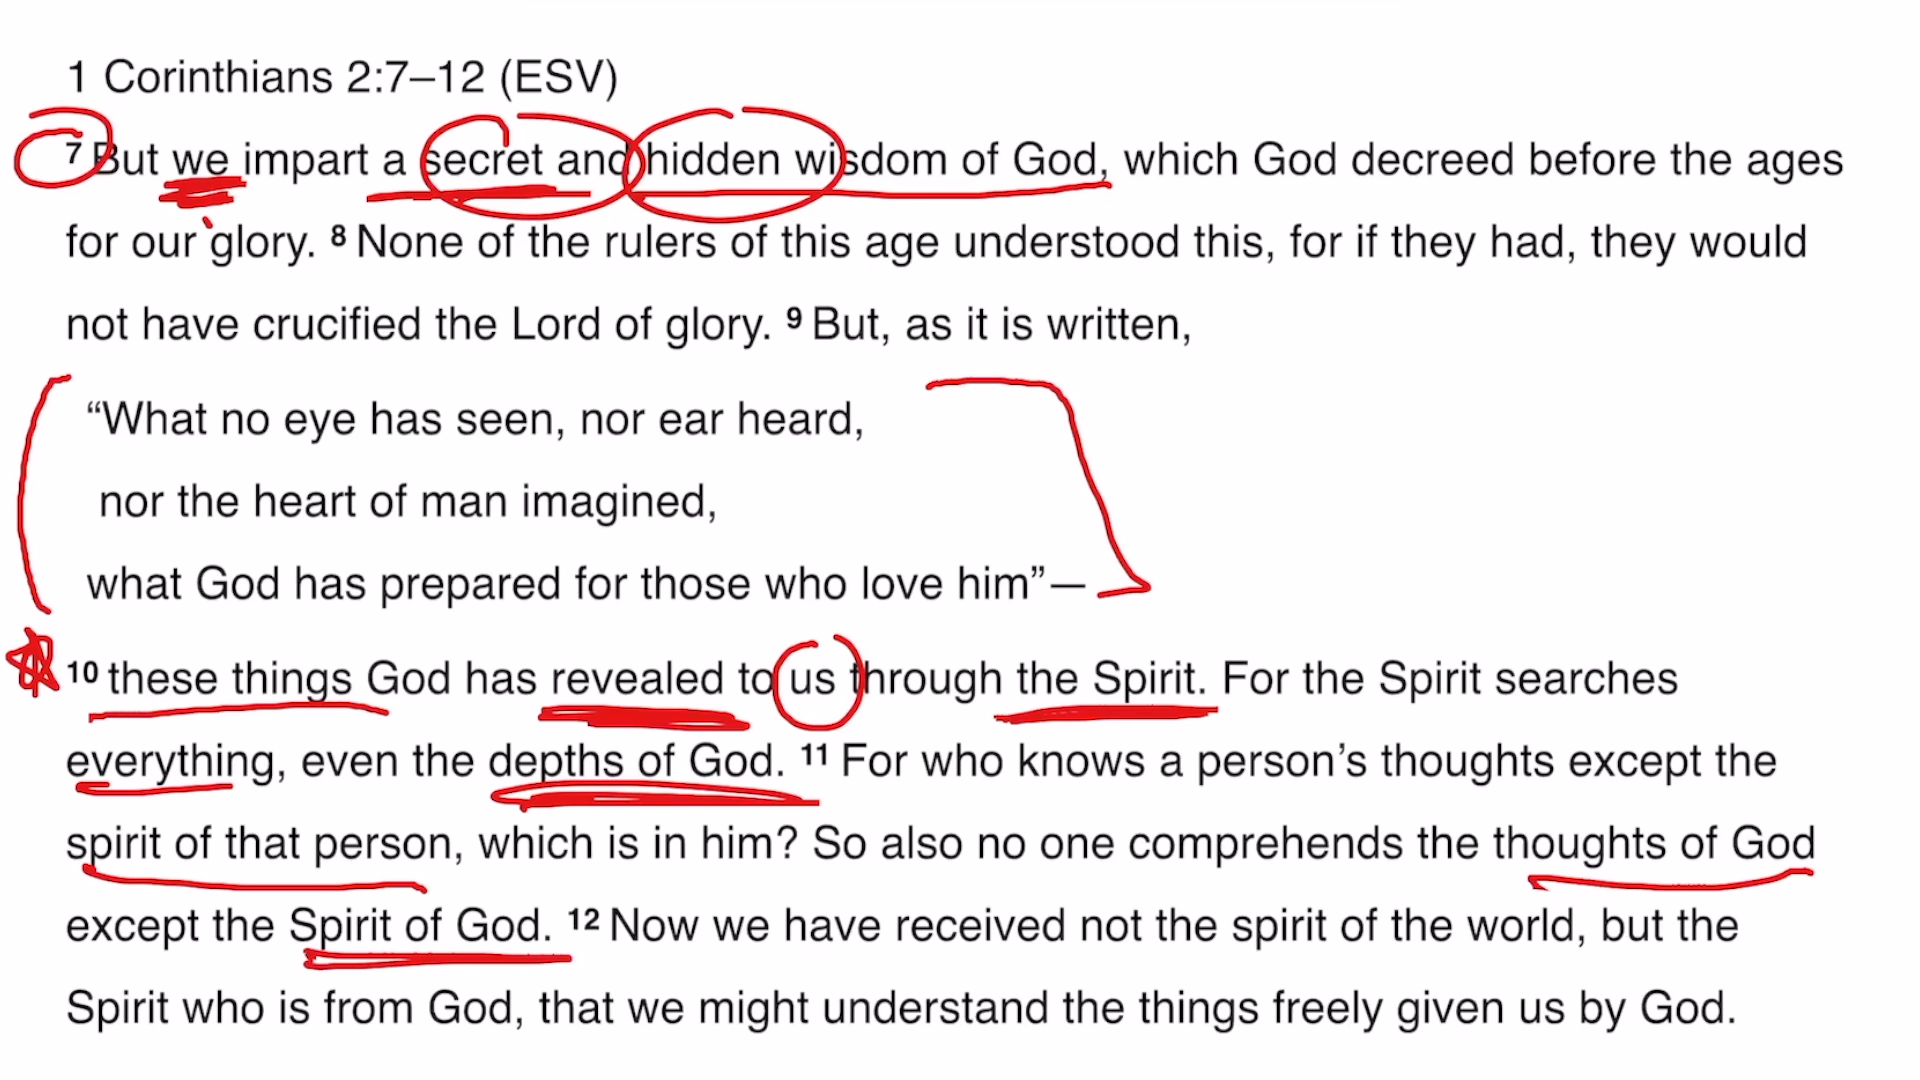 1 Corinthians 2:7–12 (ESV)
7 But we impart a secret and hidden wisdom of God, which God decreed before the ages
for our glory. 8 None of the rulers of this age understood this, for if they had, they would
not have crucified the Lord of glory. 9 But, as it is written,
“What no eye has seen, nor ear heard,
nor the heart of man imagined,
what God has prepared for those who love him”—
10 these things God has revealed to us through the Spirit. For the Spirit searches
everything, even the depths of God. 11 For who knows a person’s thoughts except the
spirit of that person, which is in him? So also no one comprehends the thoughts of God
except the Spirit of God. 12 Now we have received not the spirit of the world, but the
Spirit who is from God, that we might understand the things freely given us by God.